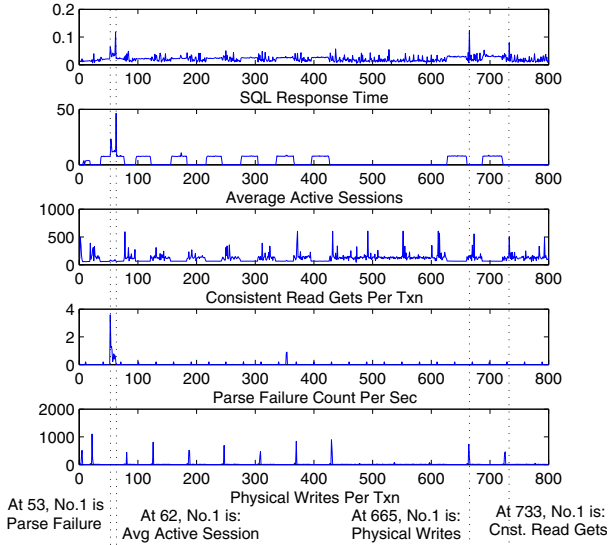 0.2
0.1
0
0 100 200 300 400 500 600 700 800
SQL Response Time
50
0
0 100 200 300 400 500 600 700 800
Average Active Sessions
1000
500
0
0 100 200 300 400 500 600 700 800
Consistent Read Gets Per Txn
4
2
0
0 100 200 300 400 500 600 700 800
Parse Failure Count Per Sec
2000
1000
0
0 100 200 300 400 500 600 700 800
Physical Writes Per Txn
At 53, No.1 is
Parse Failure
At 62, No.1 is:
Avg Active Session
At 665, No.1 is:
Physical Writes
At 733, No.1 is:
Cnst. Read Gets